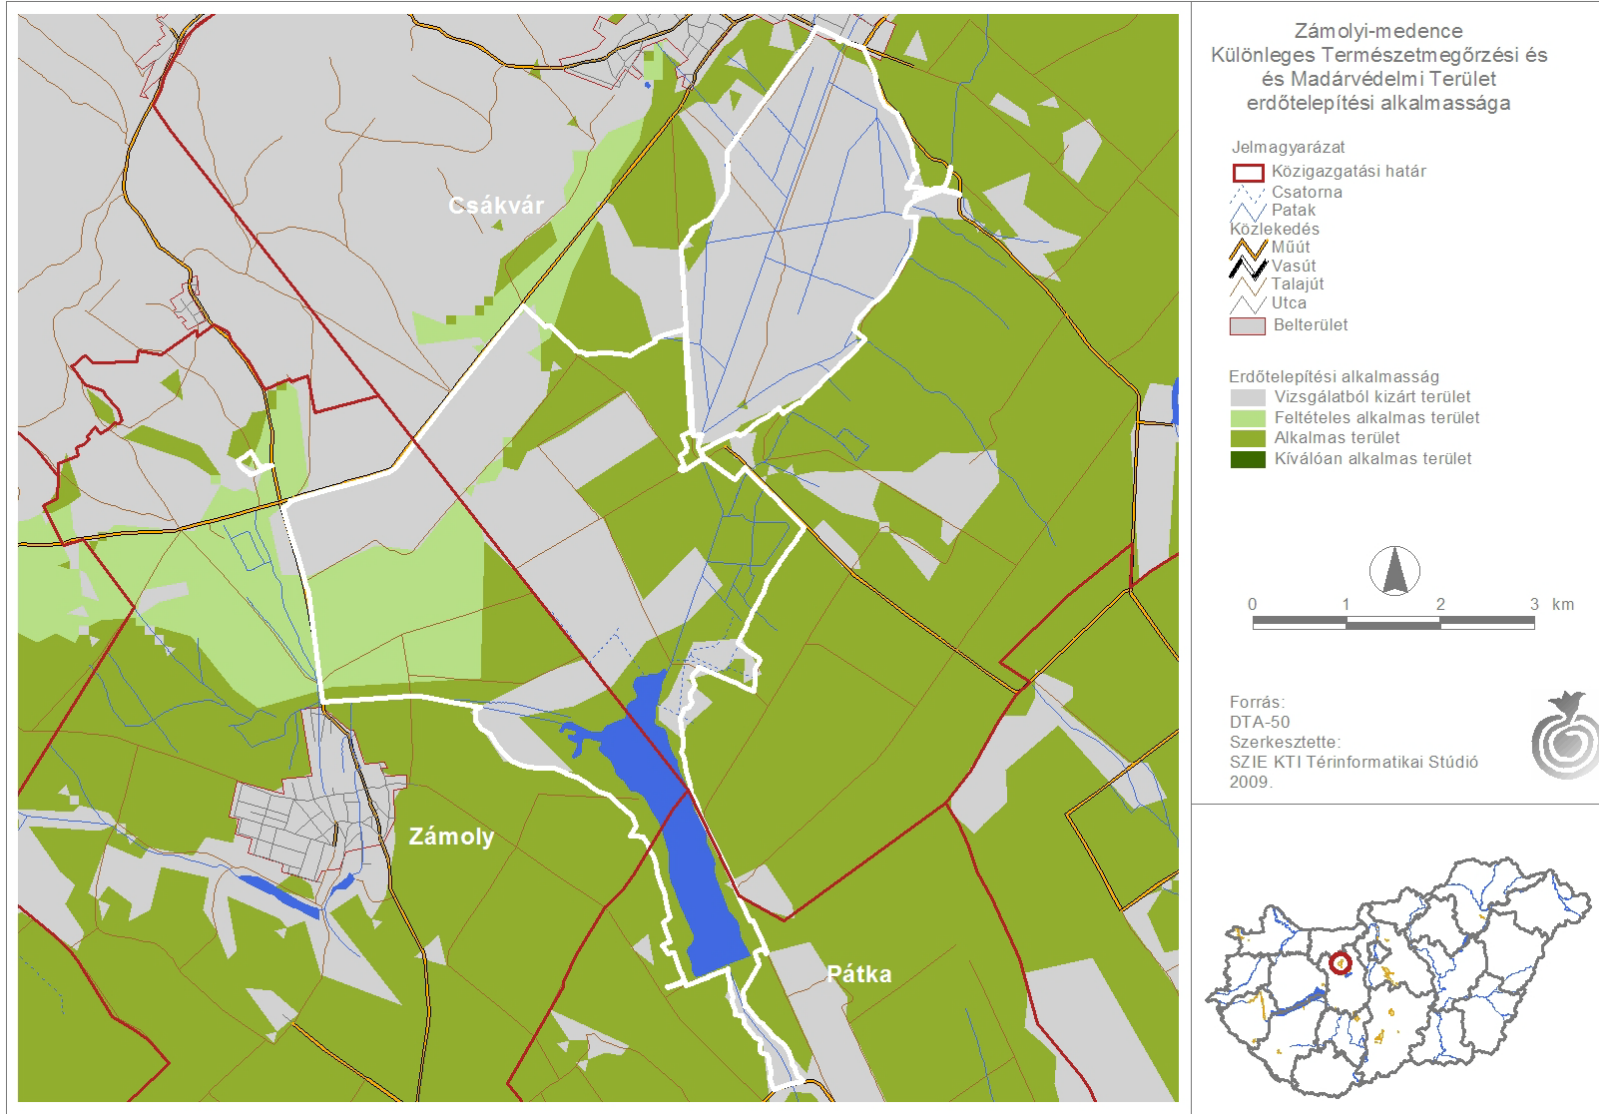 Zámolyi-medence
Különleges Természetmegőrzési és
és Madárvédelmi Terület
erdőtelepítési alkalmassága
Jelmagyarázat
Közigazgatási határ
Csatorna
Patak
Közlekedés
Műút
Vasút
Talajút
Utca
Belterület
Erdőtelepítési alkalmasság
Vizsgálatból kizárt terület
Feltételes alkalmas terület
Alkalmas terület
Kíválóan alkalmas terület
0 1 2 3 km
Forrás:
DTA-50
Szerkesztette:
SZIE KTI Térinformatikai Stúdió
2009.
Csákvár
Zámoly
Pátka